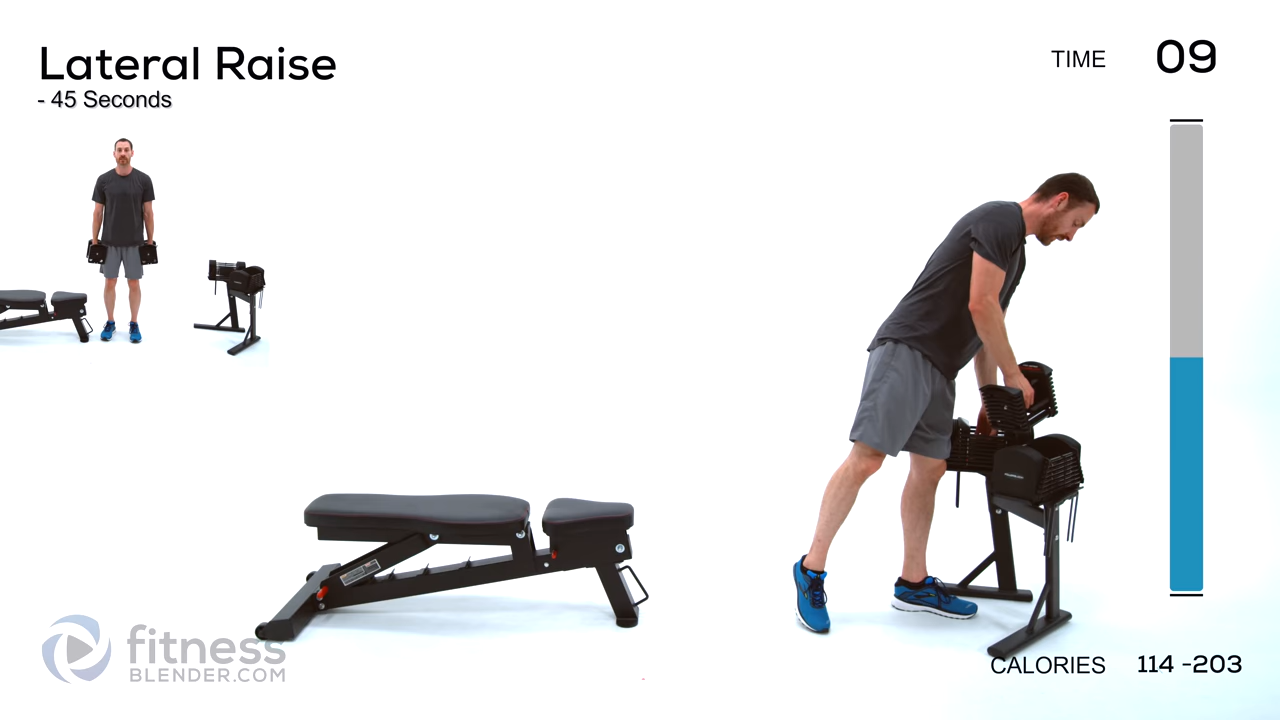 Lateral Raise
- 45 Seconds
TIME 09
CALORIES 114 -203
fitness
BLENDER.COM